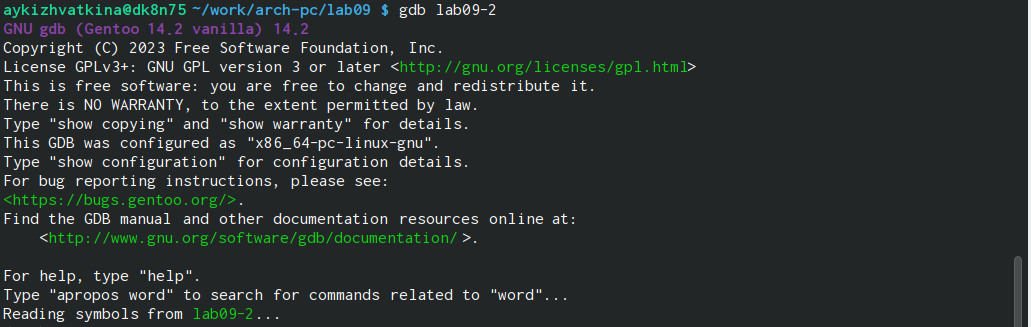 aykizhvatkina@dk8n75 ~/work/arch-pc/lab09 $ gdb lab09-2
GNU gdb (Gentoo 14.2 vanilla) 14.2
Copyright (C) 2023 Free Software Foundation, Inc.
License GPLv3+: GNU GPL version 3 or later <http://gnu.org/licenses/gpl.html>
This is free software: you are free to change and redistribute it.
There is NO WARRANTY, to the extent permitted by law.
Type "show copying" and "show warranty" for details.
This GDB was configured as "x86_64-pc-linux-gnu".
Type "show configuration" for configuration details.
For bug reporting instructions, please see:
<https://bugs.gentoo.org/>.
Find the GDB manual and other documentation resources online at:
    <http://www.gnu.org/software/gdb/documentation/>.

For help, type "help".
Type "apropos word" to search for commands related to "word"...
Reading symbols from lab09-2...